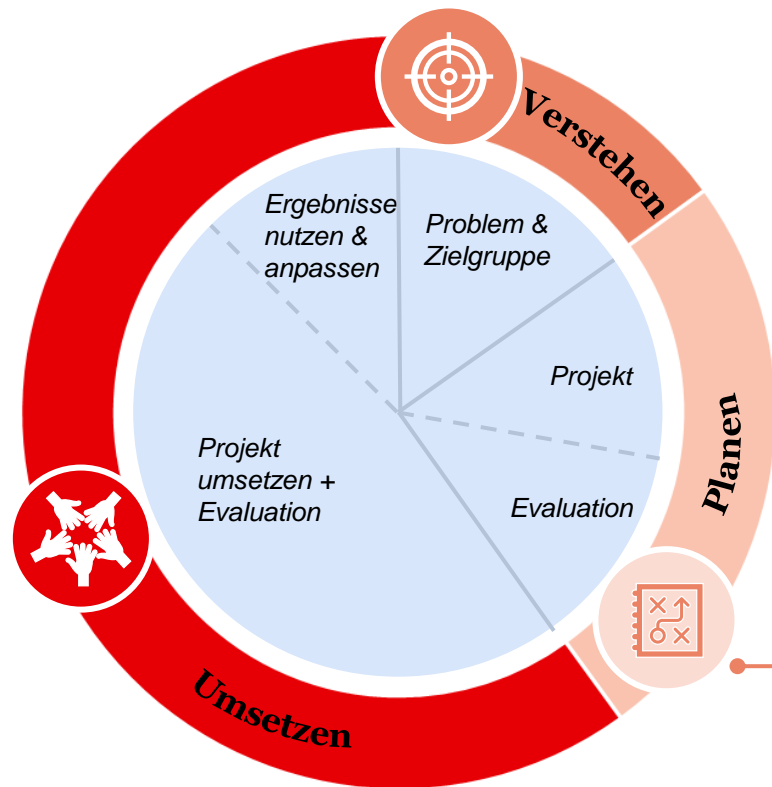 Verstehen
Ergebnisse
nutzen &
anpassen
Problem &
Zielgruppe
Projekt
Planen
Projekt
umsetzen +
Evaluation
Evaluation
Umsetzen